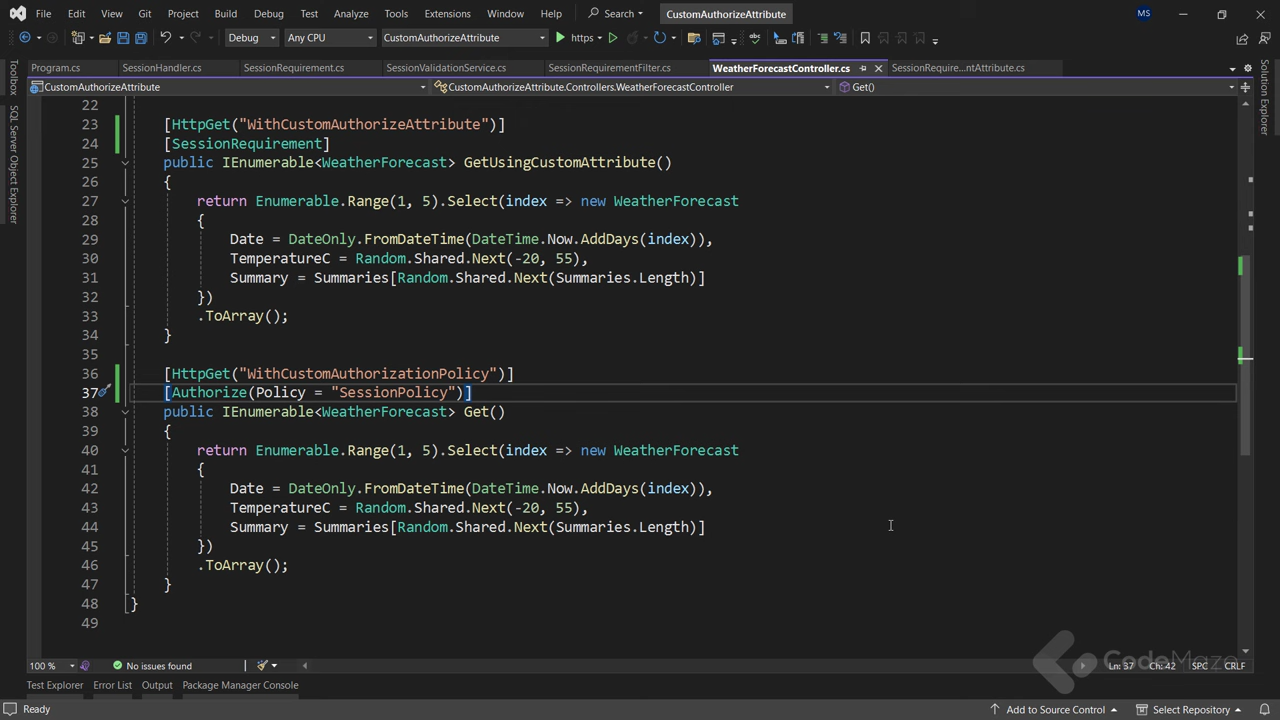 File Edit View Git Project Build Debug Test Analyze Tools Extensions Window Help Search CustomAuthorizeAttribute MS
Debug Any CPU CustomAuthorizeAttribute https
Program.cs SessionHandler.cs SessionRequirement.cs SessionValidationService.cs SessionRequirementFilter.cs WeatherForecastController.cs SessionRequire...ntAttribute.cs
CustomAuthorizeAttribute CustomAuthorizeAttribute.Controllers.WeatherForecastController Get()
Toolbox
SQL Server Object Explorer
Solution Explorer
22
23 [HttpGet("WithCustomAuthorizeAttribute")]
24 [SessionRequirement]
25 public IEnumerable<WeatherForecast> GetUsingCustomAttribute()
26 {
27 return Enumerable.Range(1, 5).Select(index => new WeatherForecast
28 {
29 Date = DateOnly.FromDateTime(DateTime.Now.AddDays(index)),
30 TemperatureC = Random.Shared.Next(-20, 55),
31 Summary = Summaries[Random.Shared.Next(Summaries.Length)]
32 })
33 .ToArray();
34 }
35
36 [HttpGet("WithCustomAuthorizationPolicy")]
37 [Authorize(Policy = "SessionPolicy")]
38 public IEnumerable<WeatherForecast> Get()
39 {
40 return Enumerable.Range(1, 5).Select(index => new WeatherForecast
41 {
42 Date = DateOnly.FromDateTime(DateTime.Now.AddDays(index)),
43 TemperatureC = Random.Shared.Next(-20, 55),
44 Summary = Summaries[Random.Shared.Next(Summaries.Length)]
45 })
46 .ToArray();
47 }
48 }
49
100 % No issues found Ln: 37 Ch: 42 SPC CRLF
CodeMaze
Test Explorer Error List Output Package Manager Console
Ready Add to Source Control Select Repository